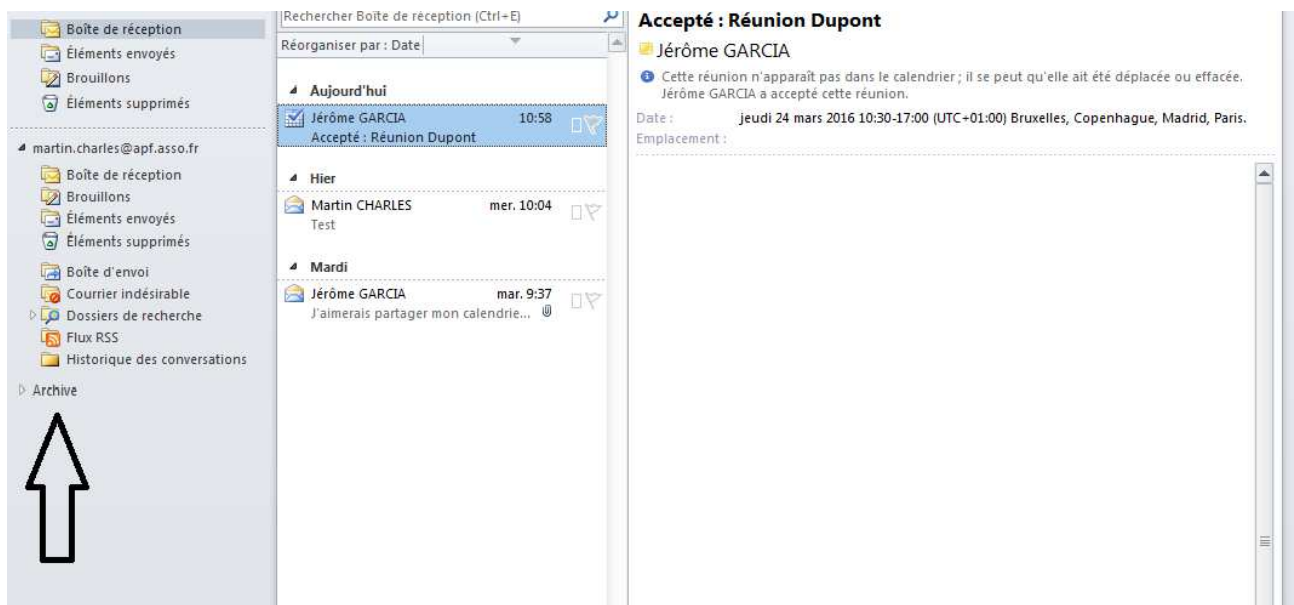 Boîte de réception
Éléments envoyés
Brouillons
Éléments supprimés
martin.charles@apf.asso.fr
Boîte de réception
Brouillons
Éléments envoyés
Éléments supprimés
Boîte d'envoi
Courrier indésirable
Dossiers de recherche
Flux RSS
Historique des conversations
Archive
Rechercher Boîte de réception (Ctrl+E)
Réorganiser par : Date
Aujourd'hui
Jérôme GARCIA 10:58
Accepté : Réunion Dupont
Hier
Martin CHARLES mer. 10:04
Test
Mardi
Jérôme GARCIA mar. 9:37
J'aimerais partager mon calendrie...
Accepté : Réunion Dupont
Jérôme GARCIA
Cette réunion n'apparaît pas dans le calendrier ; il se peut qu'elle ait été déplacée ou effacée.
Jérôme GARCIA a accepté cette réunion.
Date : jeudi 24 mars 2016 10:30-17:00 (UTC+01:00) Bruxelles, Copenhague, Madrid, Paris.
Emplacement :